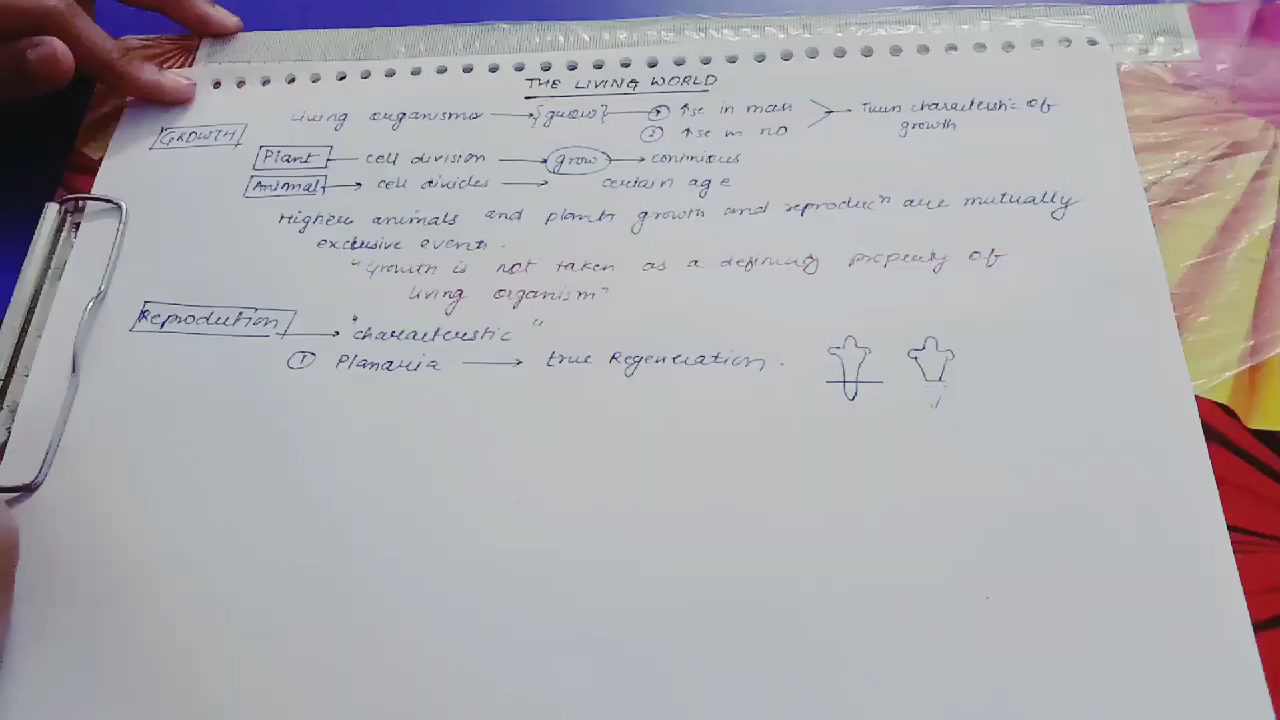 THE LIVING WORLD
Living organisms → {grow} → ① ↑se in mass
② ↑se in no
Twin characteristic of growth
GROWTH
Plant → cell division → grow → continious
Animal → cell divides → certain age
Higher animals and plants growth and reproducⁿ are mutually
exclusive events.
"Growth is not taken as a defining property of
living organism"
Reprodution → "characteristic"
① Planaria → true Regeneration.